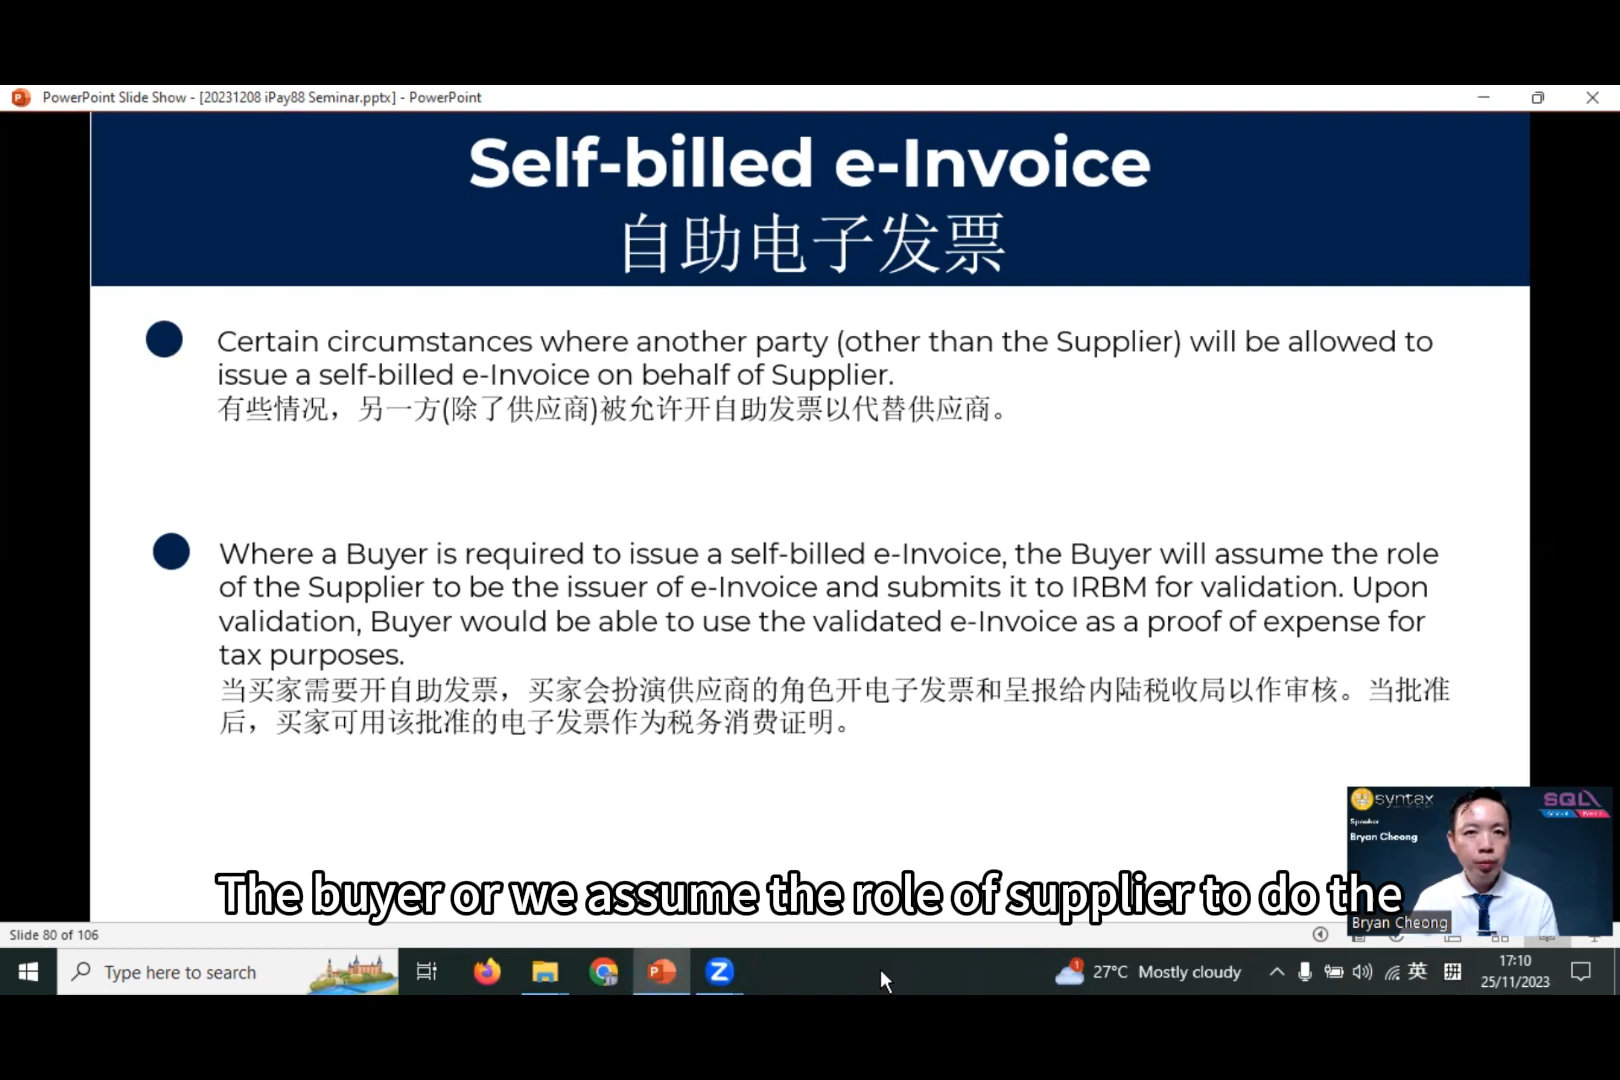 PowerPoint Slide Show - [20231208 iPay88 Seminar.pptx] - PowerPoint
Self-billed e-Invoice
自助电子发票
Certain circumstances where another party (other than the Supplier) will be allowed to
issue a self-billed e-Invoice on behalf of Supplier.
有些情况，另一方(除了供应商)被允许开自助发票以代替供应商。
Where a Buyer is required to issue a self-billed e-Invoice, the Buyer will assume the role
of the Supplier to be the issuer of e-Invoice and submits it to IRBM for validation. Upon
validation, Buyer would be able to use the validated e-Invoice as a proof of expense for
tax purposes.
当买家需要开自助发票，买家会扮演供应商的角色开电子发票和呈报给内陆税收局以作审核。当批准
后，买家可用该批准的电子发票作为税务消费证明。
syntax
SQL
Speaker
Bryan Cheong
The buyer or we assume the role of supplier to do the
Bryan Cheong
Slide 80 of 106
Type here to search
27°C Mostly cloudy
英
拼
17:10
25/11/2023